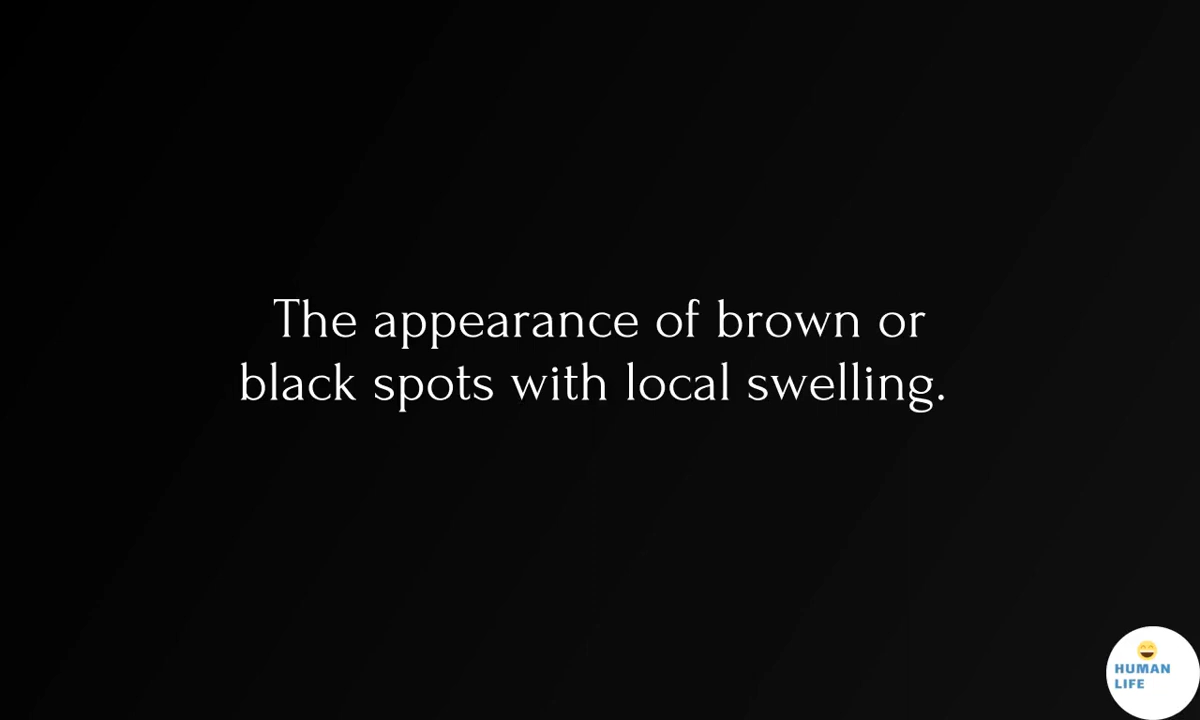 The appearance of brown or
black spots with local swelling.
HUMAN
LIFE